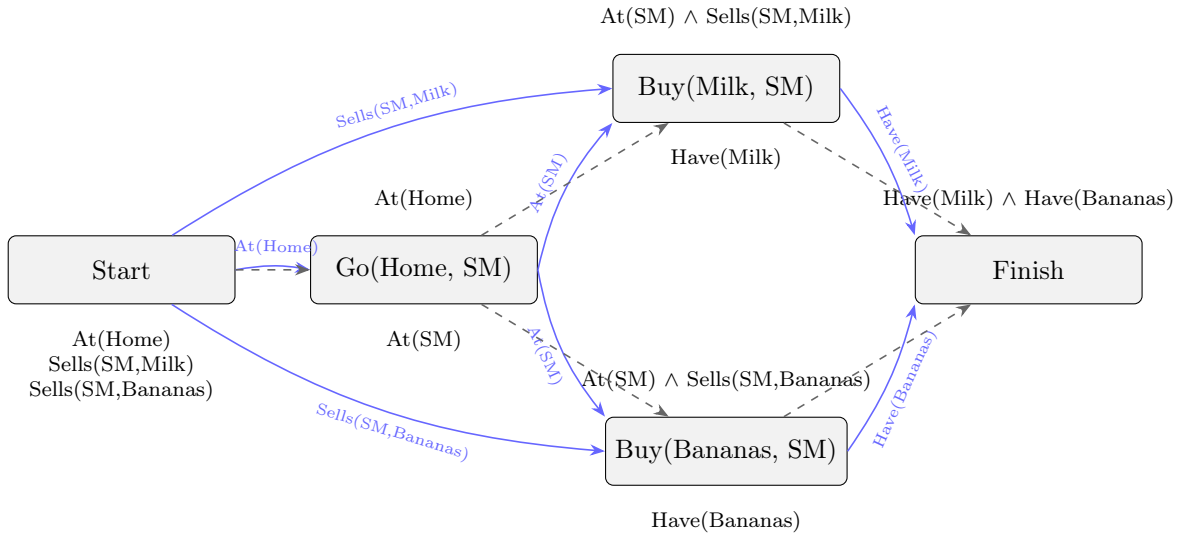 At(SM) ∧ Sells(SM,Milk)
Buy(Milk, SM)
Sells(SM,Milk)
Have(Milk)
Have(Milk)
At(SM)
At(Home)
Have(Milk) ∧ Have(Bananas)
At(Home)
Start
Go(Home, SM)
Finish
At(Home)
Sells(SM,Milk)
Sells(SM,Bananas)
At(SM)
At(SM)
At(SM) ∧ Sells(SM,Bananas)
Have(Bananas)
Sells(SM,Bananas)
Buy(Bananas, SM)
Have(Bananas)